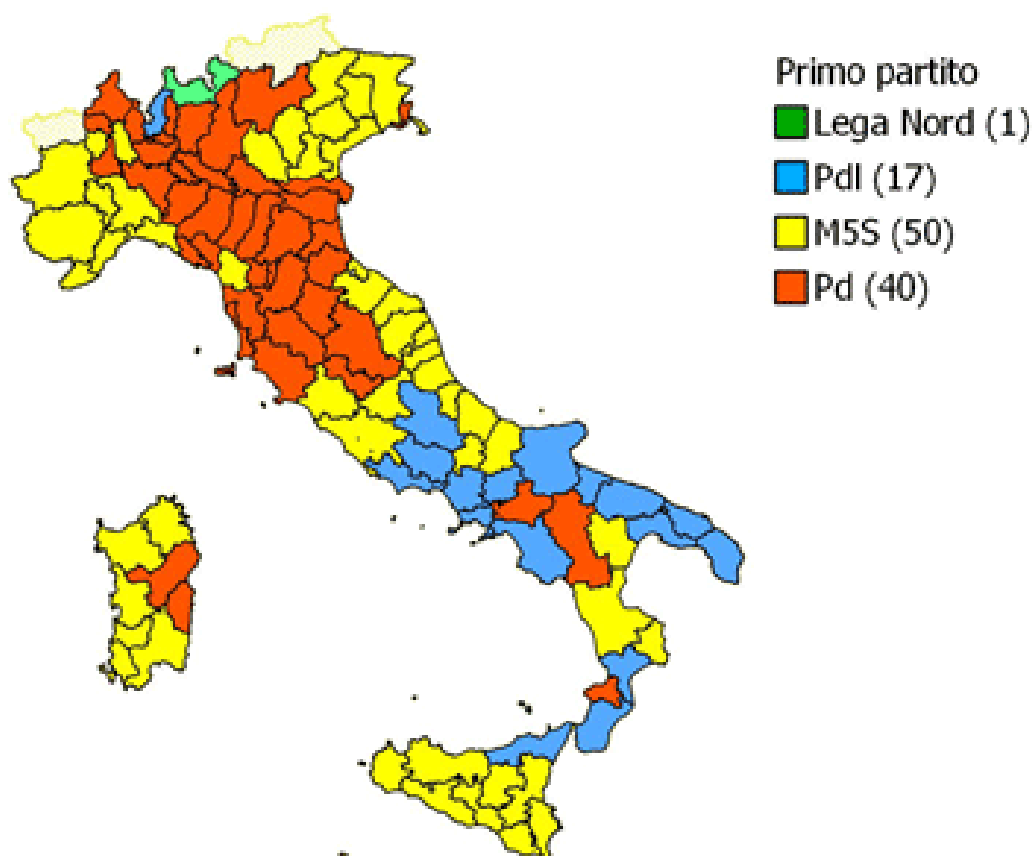 Primo partito
Lega Nord (1)
Pdl (17)
M5S (50)
Pd (40)